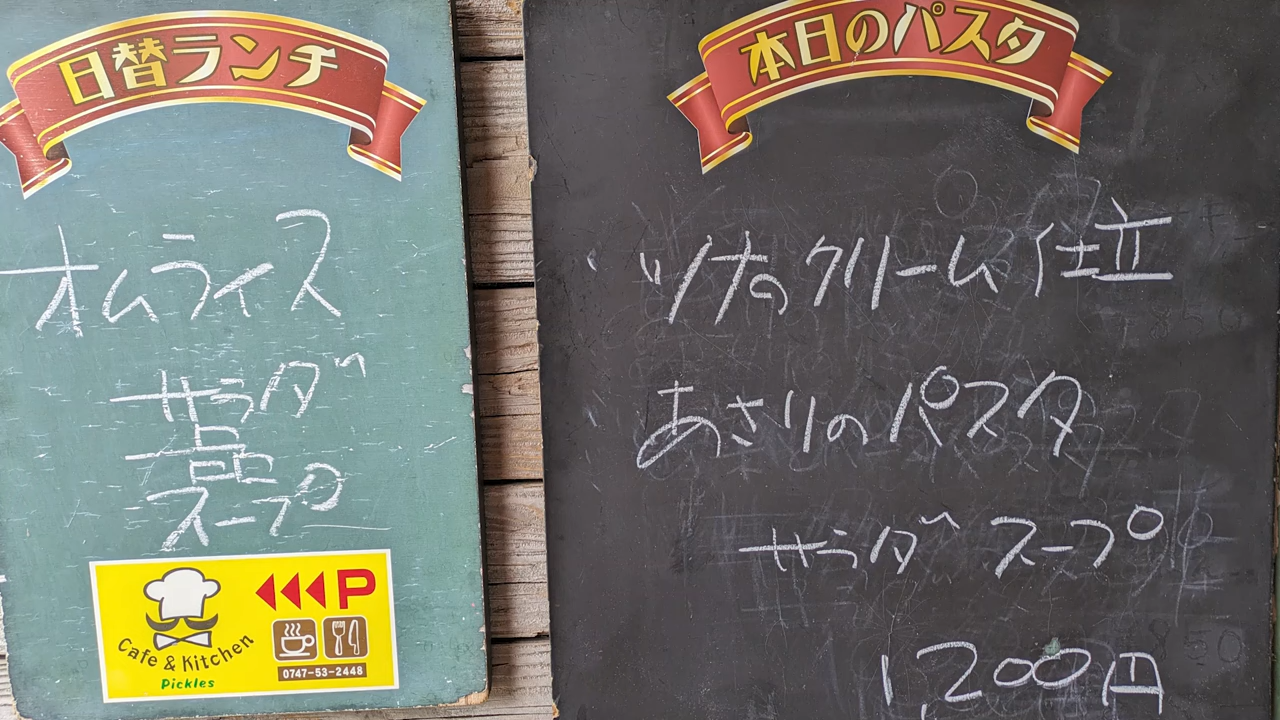 日替ランチ
オムライス
サラダ
スープ
P
Cafe & Kitchen
Pickles
0747-53-2448
本日のパスタ
ツナのクリーム仕立
あさりのパスタ
サラダ スープ
1,200円